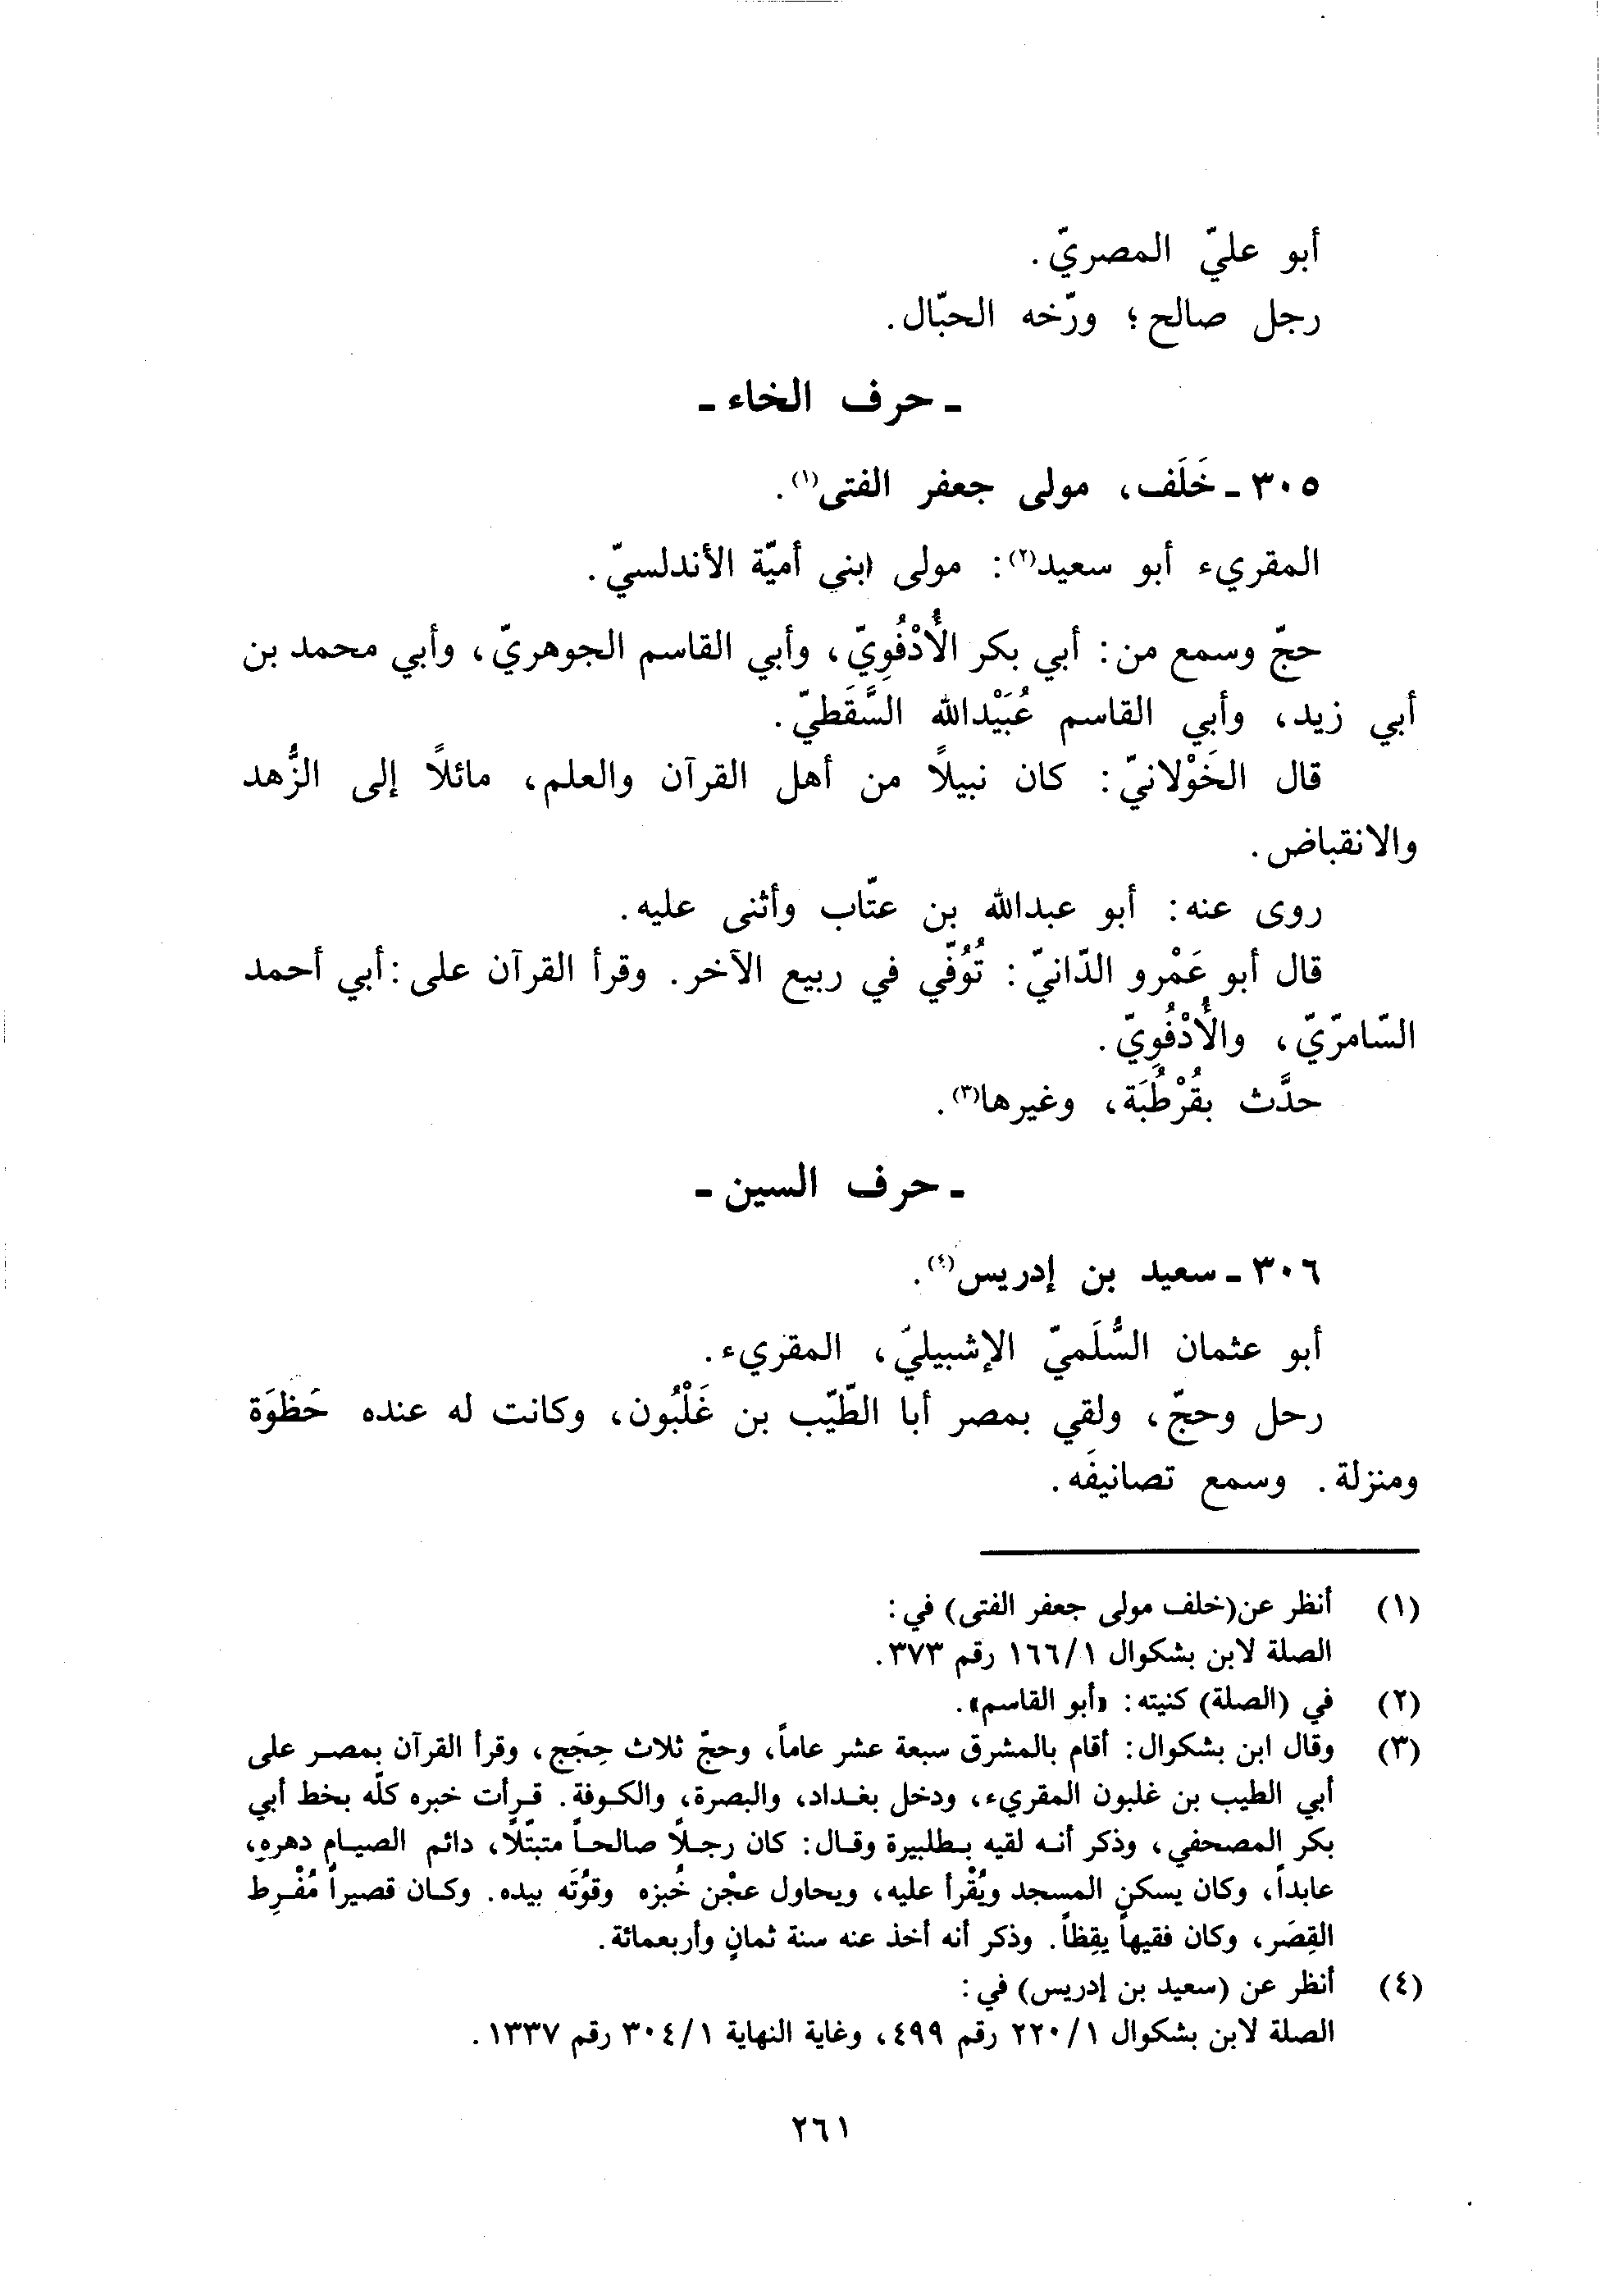 أبو عليّ المصريّ.
رجل صالح؛ ورّخه الحبّال.
ـ حرف الخاء ـ
٣٠٥ ـ خَلَف، مولى جعفر الفتى(١).
المقريء أبو سعيد(٢): مولى ابني أميّة الأندلسيّ.
حجّ وسمع من: أبي بكر الأُدْفُوِيّ، وأبي القاسم الجوهريّ، وأبي محمد بن
أبي زيد، وأبي القاسم عُبَيْدالله السَّقَطيّ.
قال الخَوْلانيّ: كان نبيلاً من أهل القرآن والعلم، مائلاً إلى الزُّهد
والانقباض.
روى عنه: أبو عبدالله بن عتّاب وأثنى عليه.
قال أبو عَمْرو الدّانيّ: تُوُفّي في ربيع الآخر. وقرأ القرآن على: أبي أحمد
السّامرّيّ، والأُدْفُوِيّ.
حدَّث بقُرْطُبَة، وغيرها(٣).
ـ حرف السين ـ
٣٠٦ ـ سعيد بن إدريس(٤).
أبو عثمان السُّلَميّ الإشبيليّ، المقريء.
رحل وحجّ، ولقي بمصر أبا الطّيّب بن غَلْبُون، وكانت له عنده حَظوَة
ومنزلة. وسمع تصانيفَه.
(١) أنظر عن(خلف مولى جعفر الفتى) في:
الصلة لابن بشكوال ١/١٦٦ رقم ٣٧٣.
(٢) في (الصلة) كنيته: «أبو القاسم».
(٣) وقال ابن بشكوال: أقام بالمشرق سبعة عشر عاماً، وحجّ ثلاث حِجَج، وقرأ القرآن بمصر على
أبي الطيب بن غلبون المقريء، ودخل بغداد، والبصرة، والكوفة. قرأت خبره كلّه بخط أبي
بكر المصحفي، وذكر أنه لقيه بطلبيرة وقال: كان رجلاً صالحاً متبتّلاً، دائم الصيام دهره،
عابداً، وكان يسكن المسجد ويُقْرأ عليه، ويحاول عجْن خُبزه وقوُتَه بيده. وكان قصيراً مُفْرِط
القِصَر، وكان فقيهاً يقِظاً. وذكر أنه أخذ عنه سنة ثمانٍ وأربعمائة.
(٤) أنظر عن (سعيد بن إدريس) في:
الصلة لابن بشكوال ١/٢٢٠ رقم ٤٩٩، وغاية النهاية ١/٣٠٤ رقم ١٣٣٧.
٢٦١